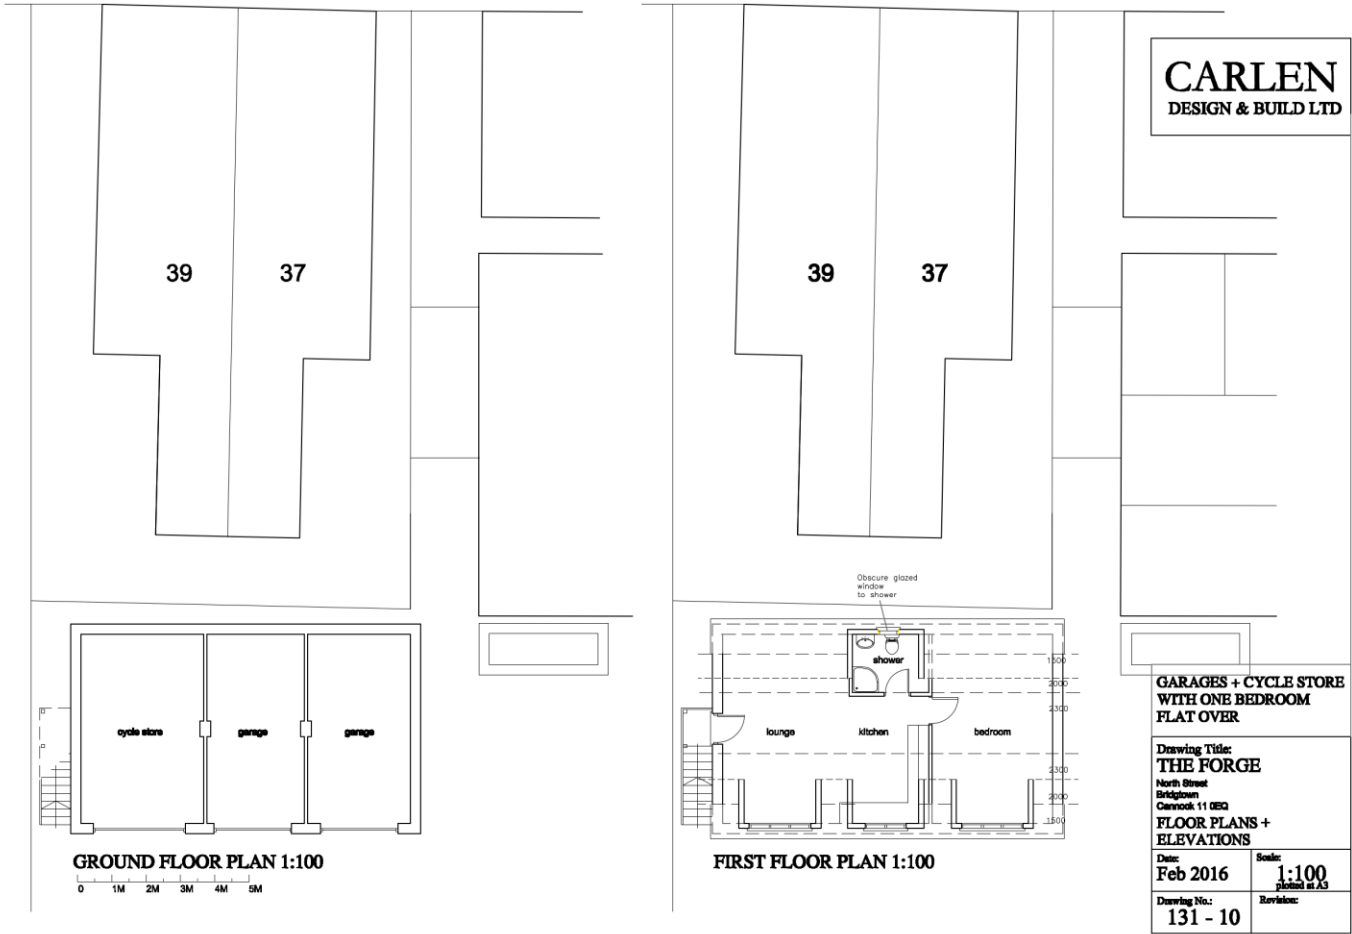 CARLEN
DESIGN & BUILD LTD
39
37
39
37
Obscure glazed
window
to shower
shower
1500
2000
2300
cycle store
garage
garage
lounge
kitchen
bedroom
2300
2000
1500
GROUND FLOOR PLAN 1:100
0 1M 2M 3M 4M 5M
FIRST FLOOR PLAN 1:100
GARAGES + CYCLE STORE
WITH ONE BEDROOM
FLAT OVER
Drawing Title:
THE FORGE
North Street
Bridgtown
Cannock 11 0EQ
FLOOR PLANS +
ELEVATIONS
Date:
Feb 2016
Scale:
1:100
plotted at A3
Drawing No.:
131 - 10
Revision: